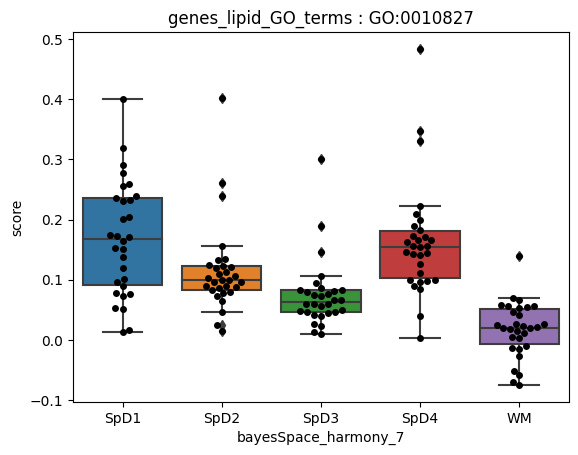 genes_lipid_GO_terms : GO:0010827
score
0.5
0.4
0.3
0.2
0.1
0.0
−0.1
SpD1 SpD2 SpD3 SpD4 WM
bayesSpace_harmony_7